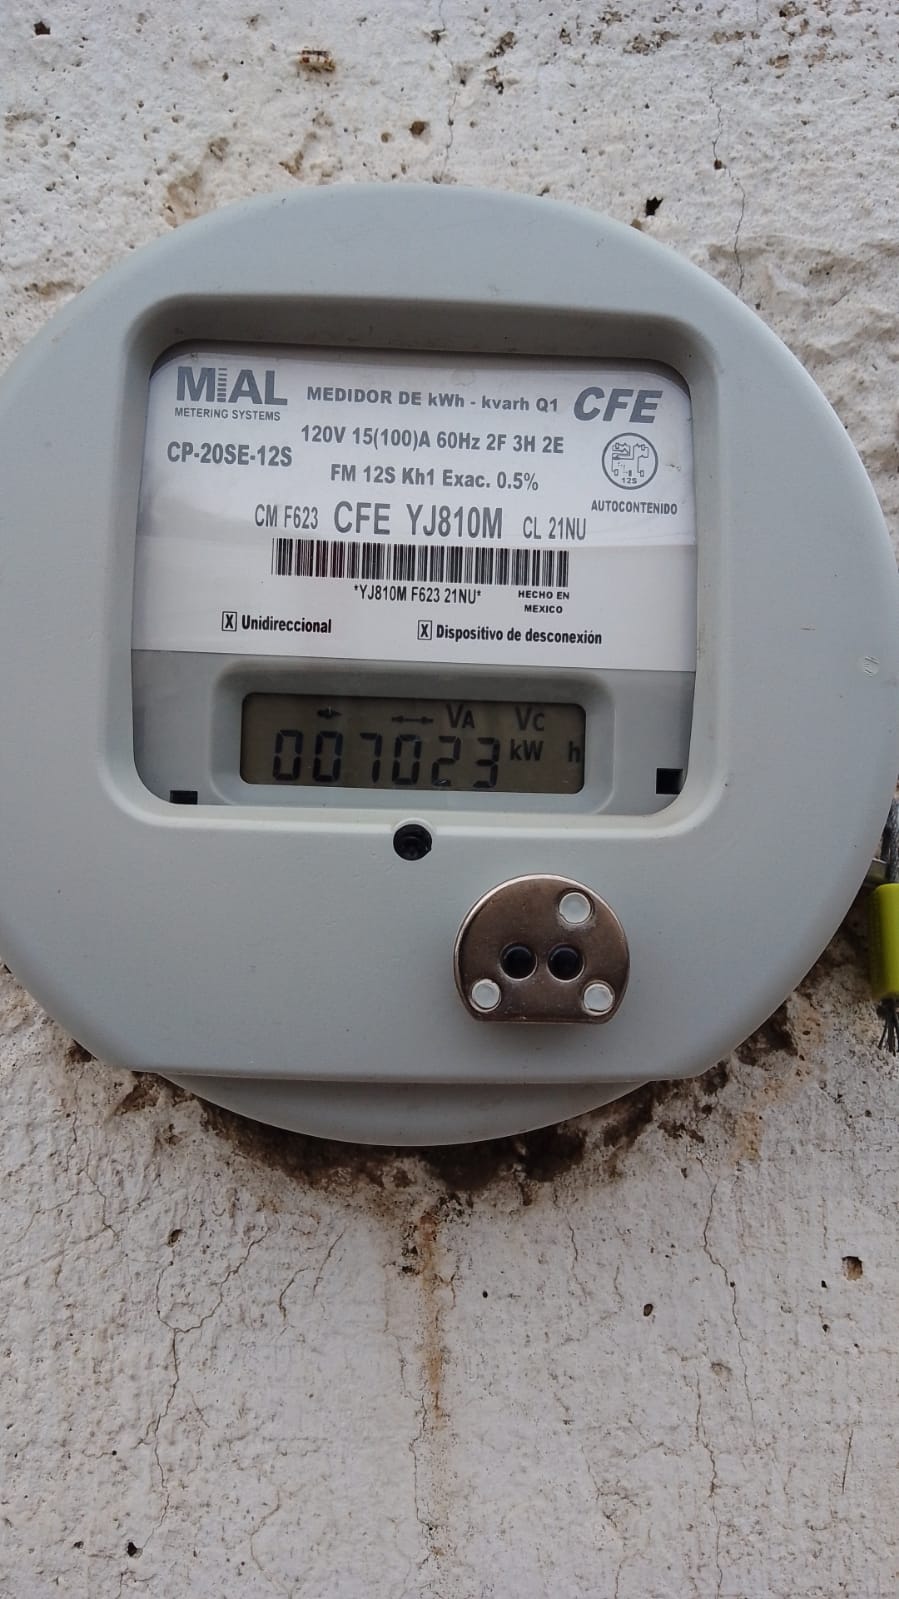 MIAL
METERING SYSTEMS
MEDIDOR DE kWh - kvarh Q1
CFE
120V 15(100)A 60Hz 2F 3H 2E
CP-20SE-12S
FM 12S Kh1 Exac. 0.5%
12S
AUTOCONTENIDO
CM F623 CFE YJ810M CL 21NU
*YJ810M F623 21NU*
HECHO EN
MEXICO
X Unidireccional
X Dispositivo de desconexión
VA VC
007023 kW h